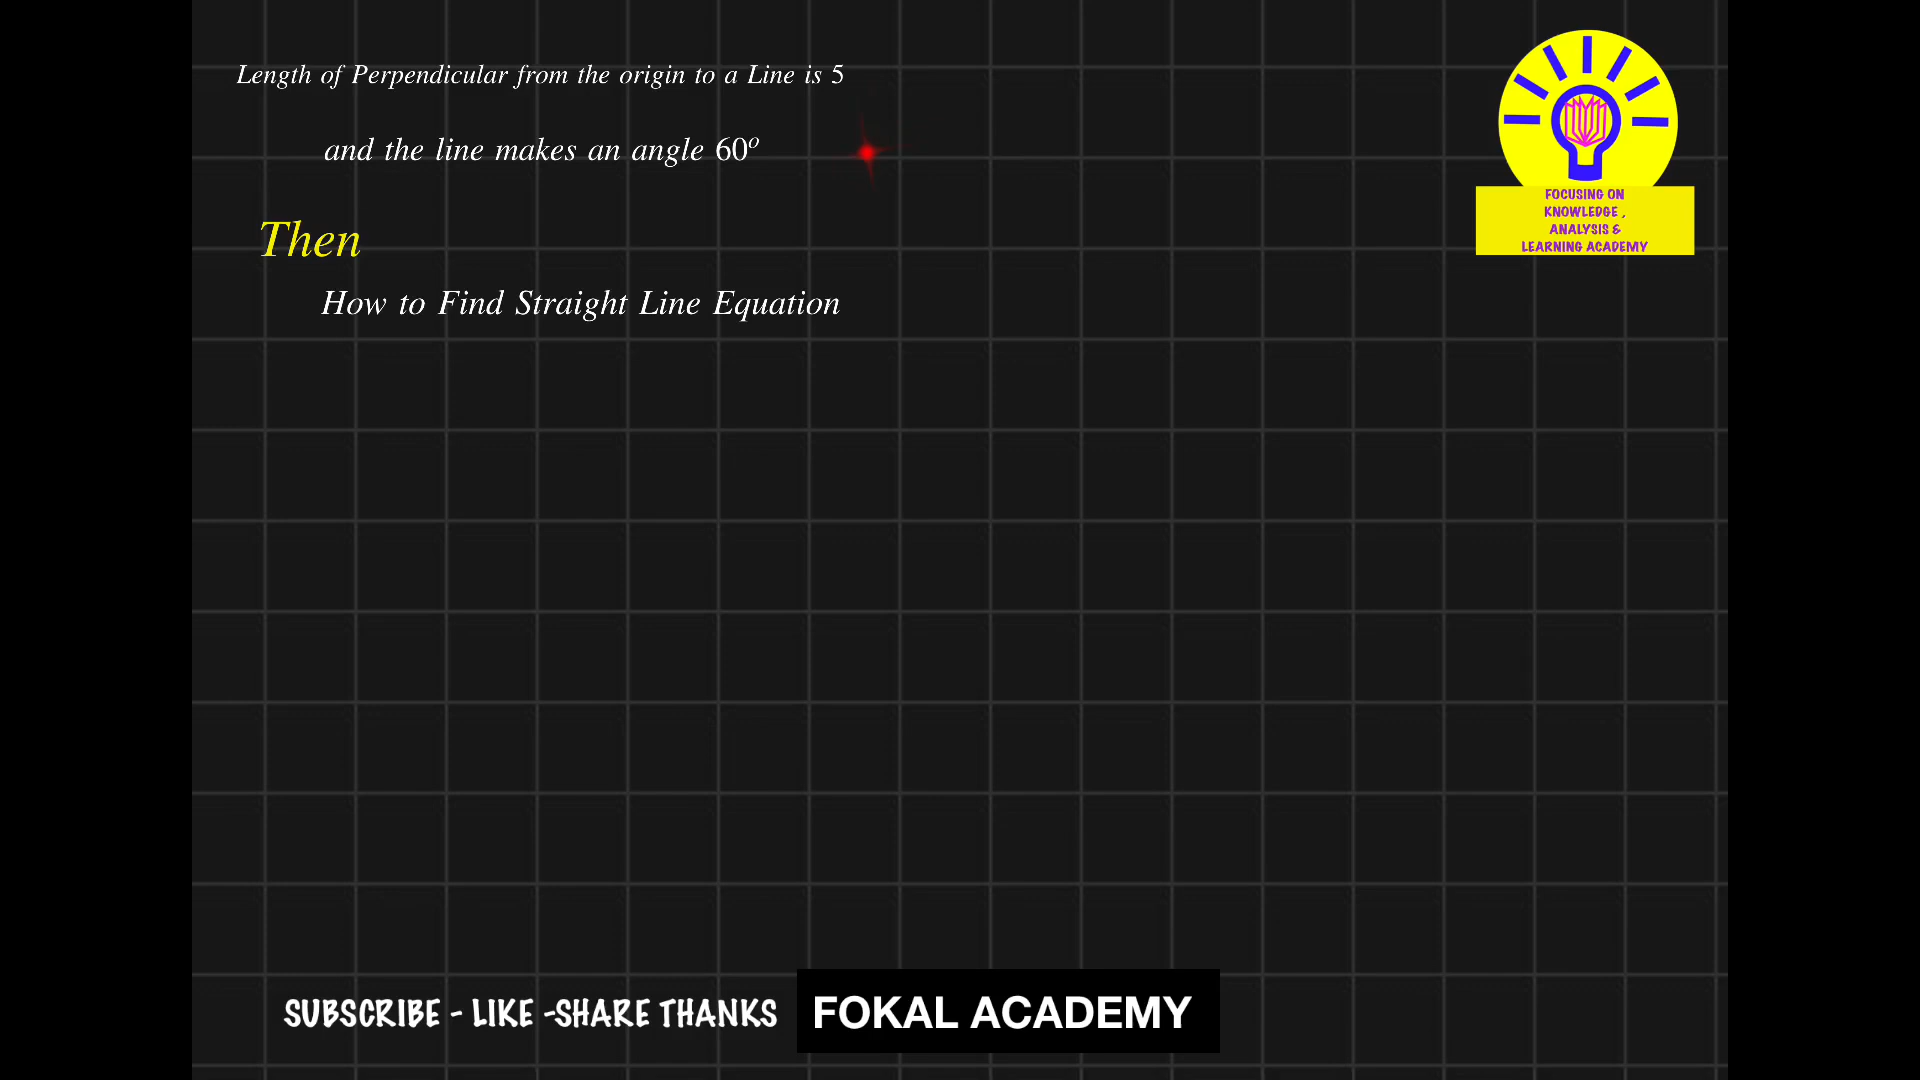 Length of Perpendicular from the origin to a Line is 5
and the line makes an angle 60º
Then
How to Find Straight Line Equation
FOCUSING ON
KNOWLEDGE ,
ANALYSIS &
LEARNING ACADEMY
SUBSCRIBE - LIKE -SHARE THANKS
FOKAL ACADEMY